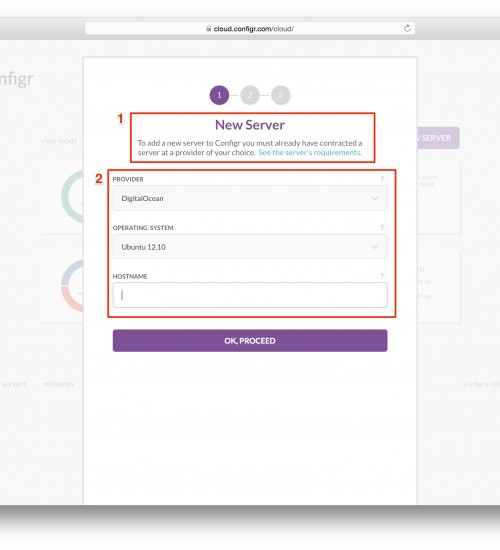 cloud.configr.com/cloud/
nfigr
1 2 3
1
New Server
To add a new server to Configr you must already have contracted a
server at a provider of your choice. See the server's requirements.
view mode
SERVER
2
PROVIDER ?
DigitalOcean
OPERATING SYSTEM ?
Ubuntu 12.10
HOSTNAME ?
OK, PROCEED
servers webapps
Configr ©